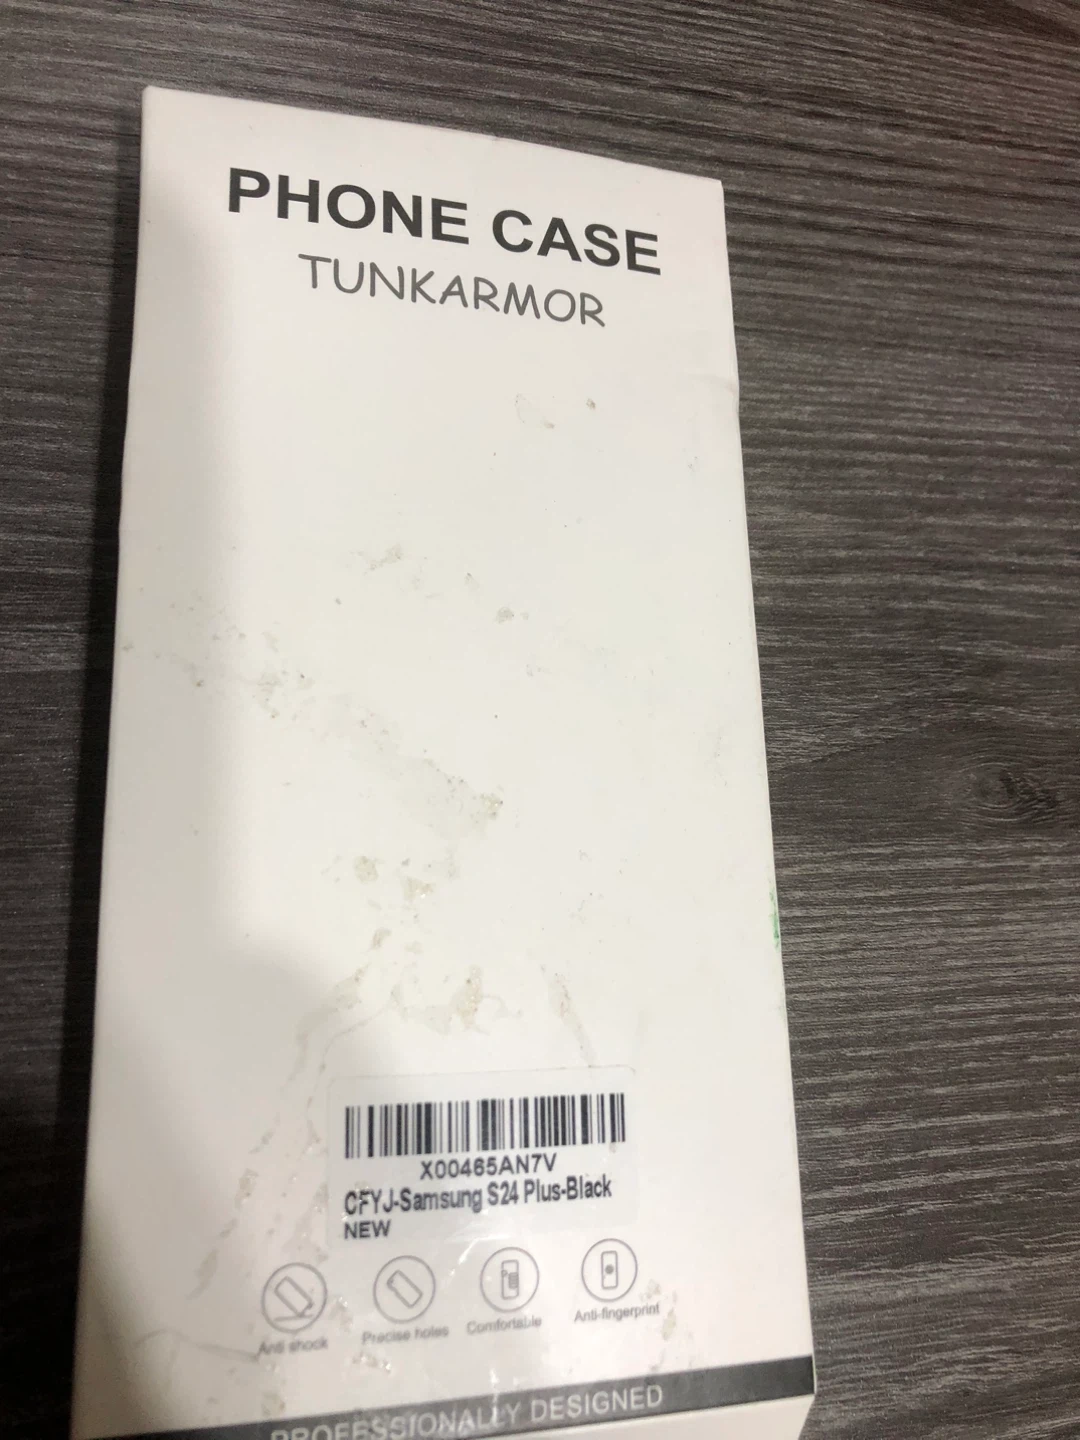 PHONE CASE
TUNKARMOR
X00465AN7V
CFYJ-Samsung S24 Plus-Black
NEW
Anti shock
Precise holes
Comfortable
Anti-fingerprint
PROFESSIONALLY DESIGNED